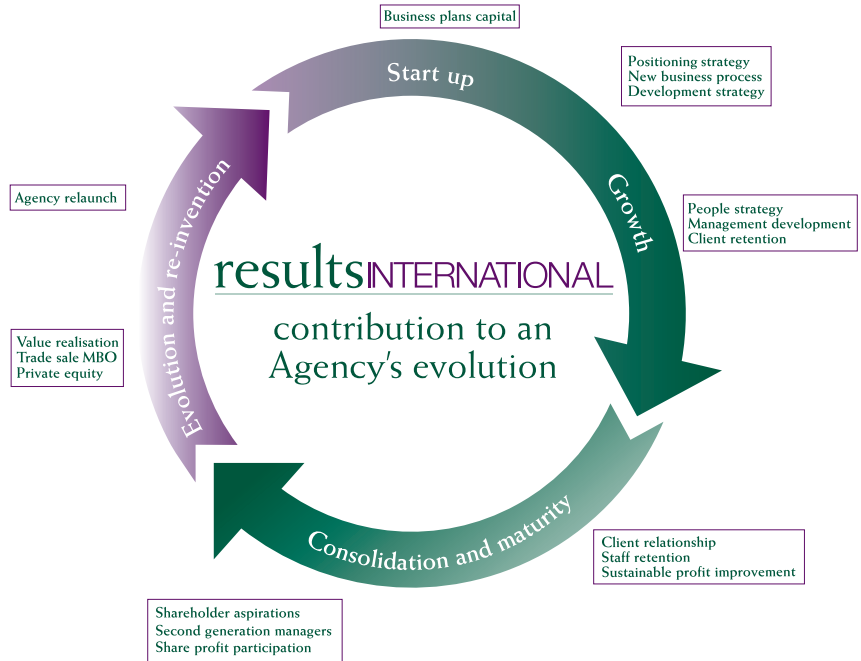 Business plans capital
Start up
Positioning strategy
New business process
Development strategy
Growth
People strategy
Management development
Client retention
resultsINTERNATIONAL
contribution to an
Agency's evolution
Client relationship
Staff retention
Sustainable profit improvement
Consolidation and maturity
Shareholder aspirations
Second generation managers
Share profit participation
Value realisation
Trade sale MBO
Private equity
Evolution and re-invention
Agency relaunch